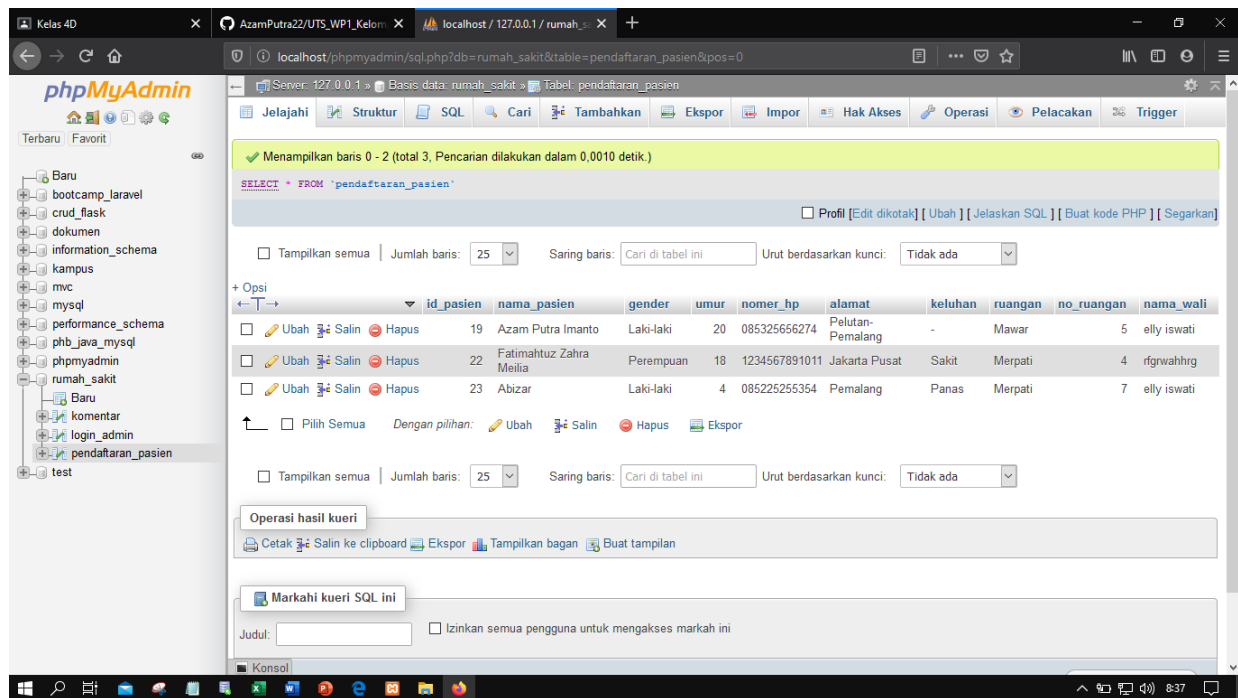 Kelas 4D
AzamPutra22/UTS_WP1_Kelom
localhost / 127.0.0.1 / rumah_s
localhost/phpmyadmin/sql.php?db=rumah_sakit&table=pendaftaran_pasien&pos=0
phpMyAdmin
Terbaru Favorit
Baru
bootcamp_laravel
crud_flask
dokumen
information_schema
kampus
mvc
mysql
performance_schema
phb_java_mysql
phpmyadmin
rumah_sakit
Baru
komentar
login_admin
pendaftaran_pasien
test
Server: 127.0.0.1 » Basis data: rumah_sakit » Tabel: pendaftaran_pasien
Jelajahi Struktur SQL Cari Tambahkan Ekspor Impor Hak Akses Operasi Pelacakan Trigger
Menampilkan baris 0 - 2 (total 3, Pencarian dilakukan dalam 0,0010 detik.)
SELECT * FROM `pendaftaran_pasien`
Profil [Edit dikotak] [ Ubah ] [ Jelaskan SQL ] [ Buat kode PHP ] [ Segarkan]
Tampilkan semua | Jumlah baris: 25 Saring baris: Cari di tabel ini Urut berdasarkan kunci: Tidak ada
+ Opsi
←T→ id_pasien nama_pasien gender umur nomer_hp alamat keluhan ruangan no_ruangan nama_wali
Ubah Salin Hapus 19 Azam Putra Imanto Laki-laki 20 085325656274 Pelutan-Pemalang - Mawar 5 elly iswati
Ubah Salin Hapus 22 Fatimahtuz Zahra Meilia Perempuan 18 1234567891011 Jakarta Pusat Sakit Merpati 4 rfgrwahhrg
Ubah Salin Hapus 23 Abizar Laki-laki 4 085225255354 Pemalang Panas Merpati 7 elly iswati
Pilih Semua Dengan pilihan: Ubah Salin Hapus Ekspor
Tampilkan semua | Jumlah baris: 25 Saring baris: Cari di tabel ini Urut berdasarkan kunci: Tidak ada
Operasi hasil kueri
Cetak Salin ke clipboard Ekspor Tampilkan bagan Buat tampilan
Markahi kueri SQL ini
Judul: Izinkan semua pengguna untuk mengakses markah ini
Konsol
8:37